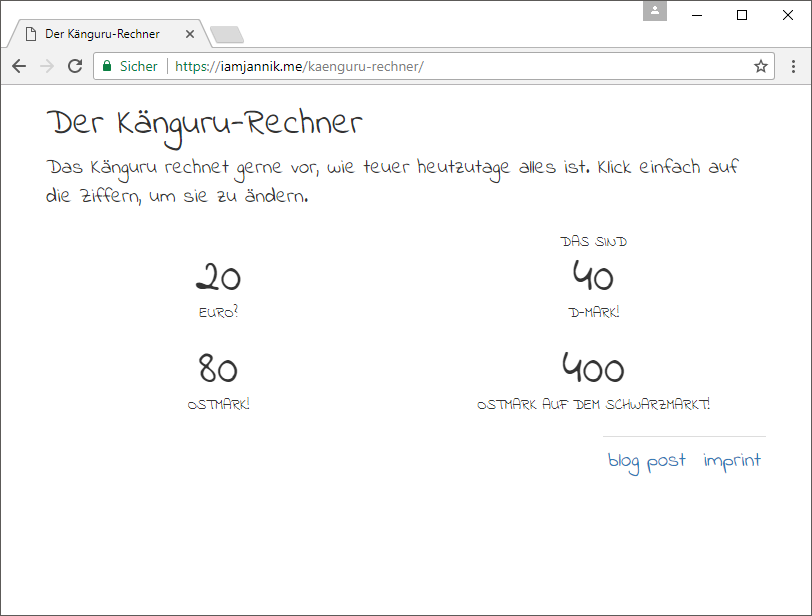 Der Känguru-Rechner
Sicher https://iamjannik.me/kaenguru-rechner/
Der Känguru-Rechner
Das Känguru rechnet gerne vor, wie teuer heutzutage alles ist. Klick einfach auf
die Ziffern, um sie zu ändern.
DAS SIND
20 40
EURO? D-MARK!
80 400
OSTMARK! OSTMARK AUF DEM SCHWARZMARKT!
blog post imprint